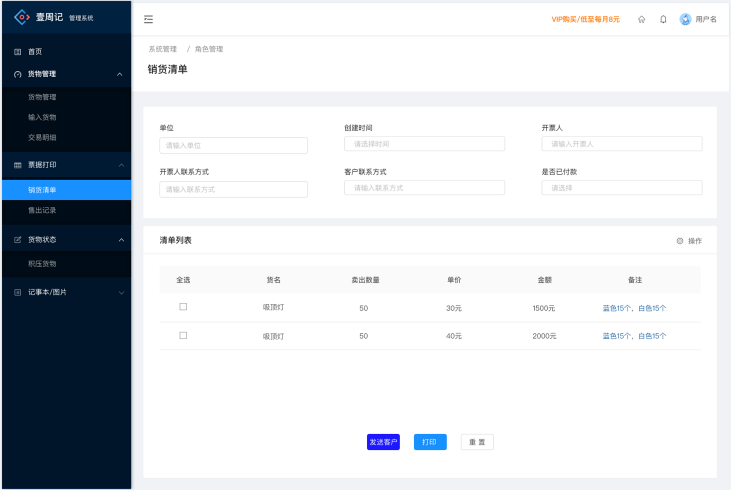 壹周记 管理系统
VIP购买/低至每月8元
用户名
首页
货物管理
货物管理
输入货物
交易明细
票据打印
销货清单
售出记录
货物状态
积压货物
记事本/图片
系统管理 / 角色管理
销货清单
单位 创建时间 开票人
请输入单位 请选择时间 请输入开票人
开票人联系方式 客户联系方式 是否已付款
请输入联系方式 请输入联系方式 请选择
清单列表 操作
全选 货名 卖出数量 单价 金额 备注
吸顶灯 50 30元 1500元 蓝色15个，白色15个
吸顶灯 50 40元 2000元 蓝色15个，白色15个
发送客户 打印 重 置